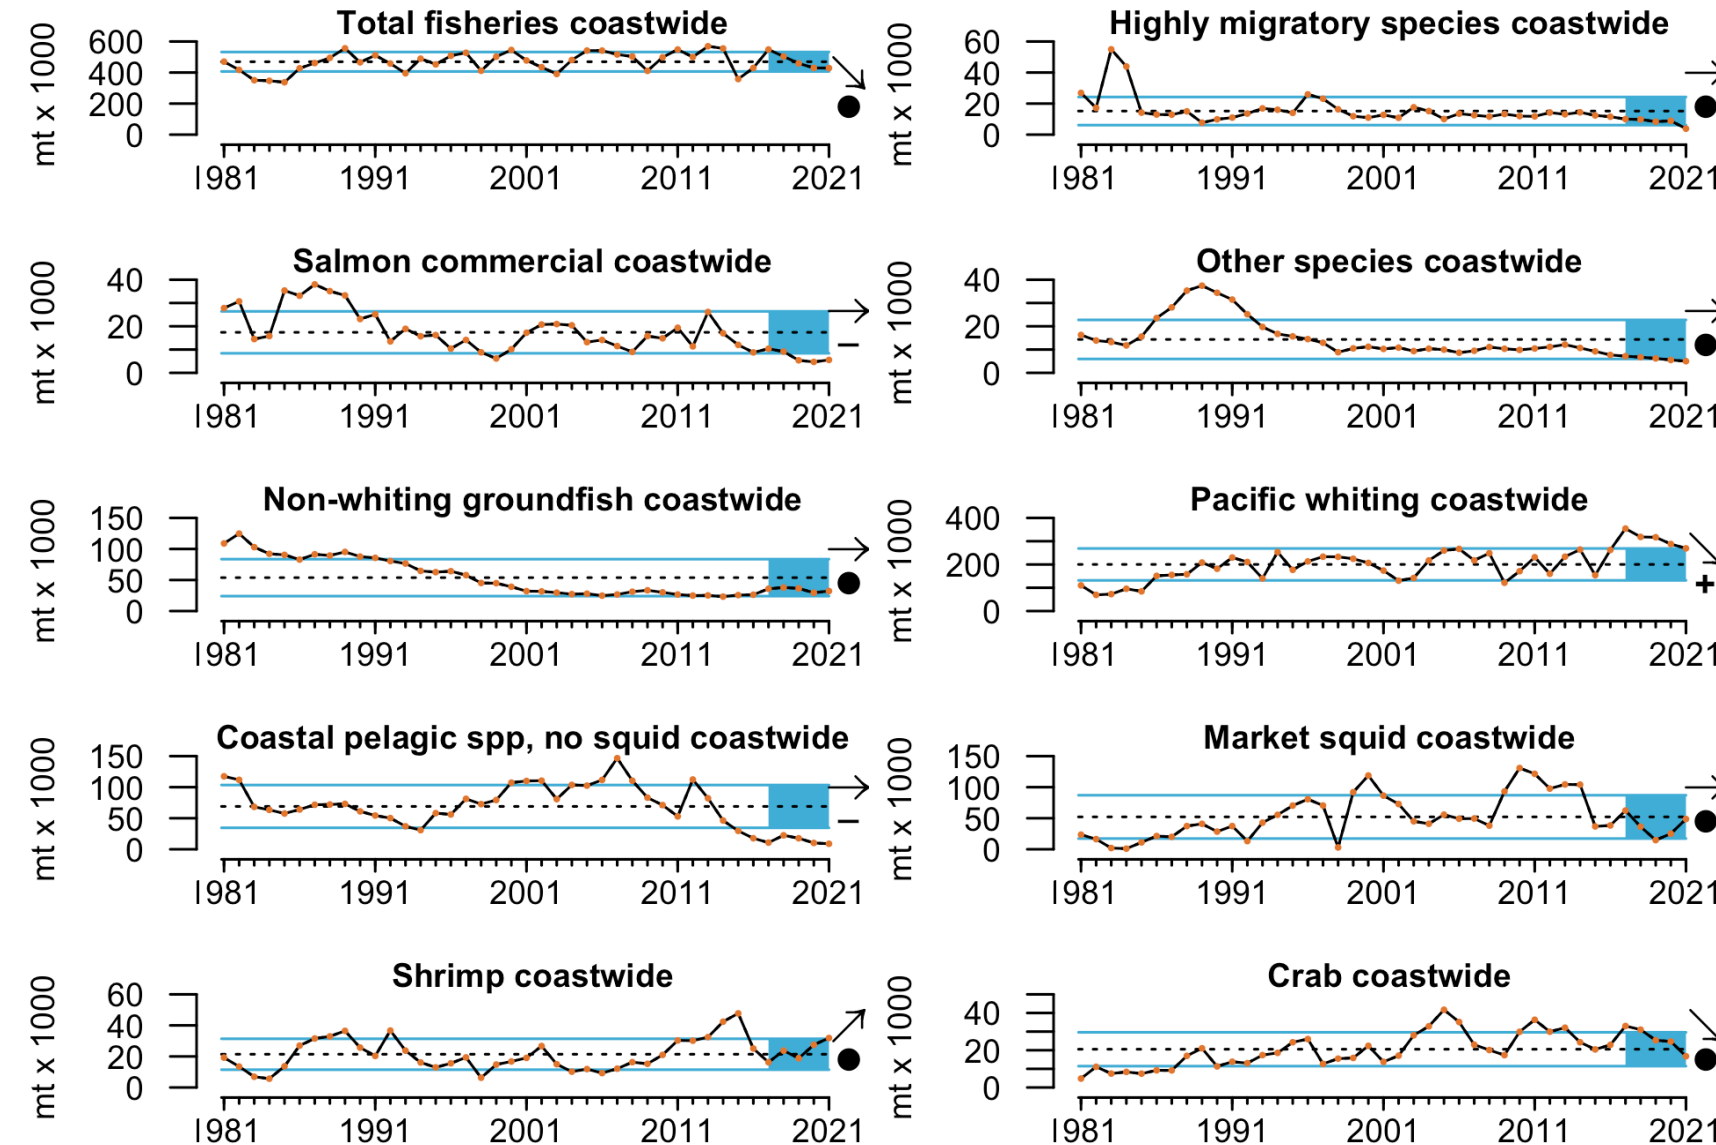 Total fisheries coastwide
mt x 1000
600
400
200
0
1981 1991 2001 2011 2021
Highly migratory species coastwide
mt x 1000
60
40
20
0
1981 1991 2001 2011 2021
Salmon commercial coastwide
mt x 1000
40
20
0
1981 1991 2001 2011 2021
–
Other species coastwide
mt x 1000
40
20
0
1981 1991 2001 2011 2021
Non-whiting groundfish coastwide
mt x 1000
150
100
50
0
1981 1991 2001 2011 2021
Pacific whiting coastwide
mt x 1000
400
200
0
1981 1991 2001 2011 2021
+
Coastal pelagic spp, no squid coastwide
mt x 1000
150
100
50
0
1981 1991 2001 2011 2021
–
Market squid coastwide
mt x 1000
150
100
50
0
1981 1991 2001 2011 2021
Shrimp coastwide
mt x 1000
60
40
20
0
1981 1991 2001 2011 2021
Crab coastwide
mt x 1000
40
20
0
1981 1991 2001 2011 2021